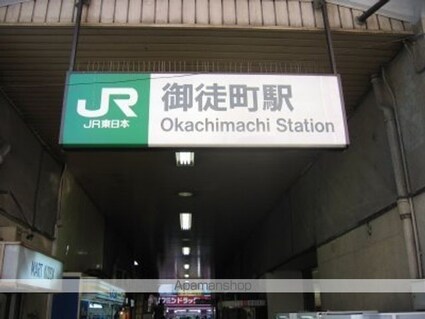 JR
JR東日本
御徒町駅
Okachimachi Station
Apamanshop